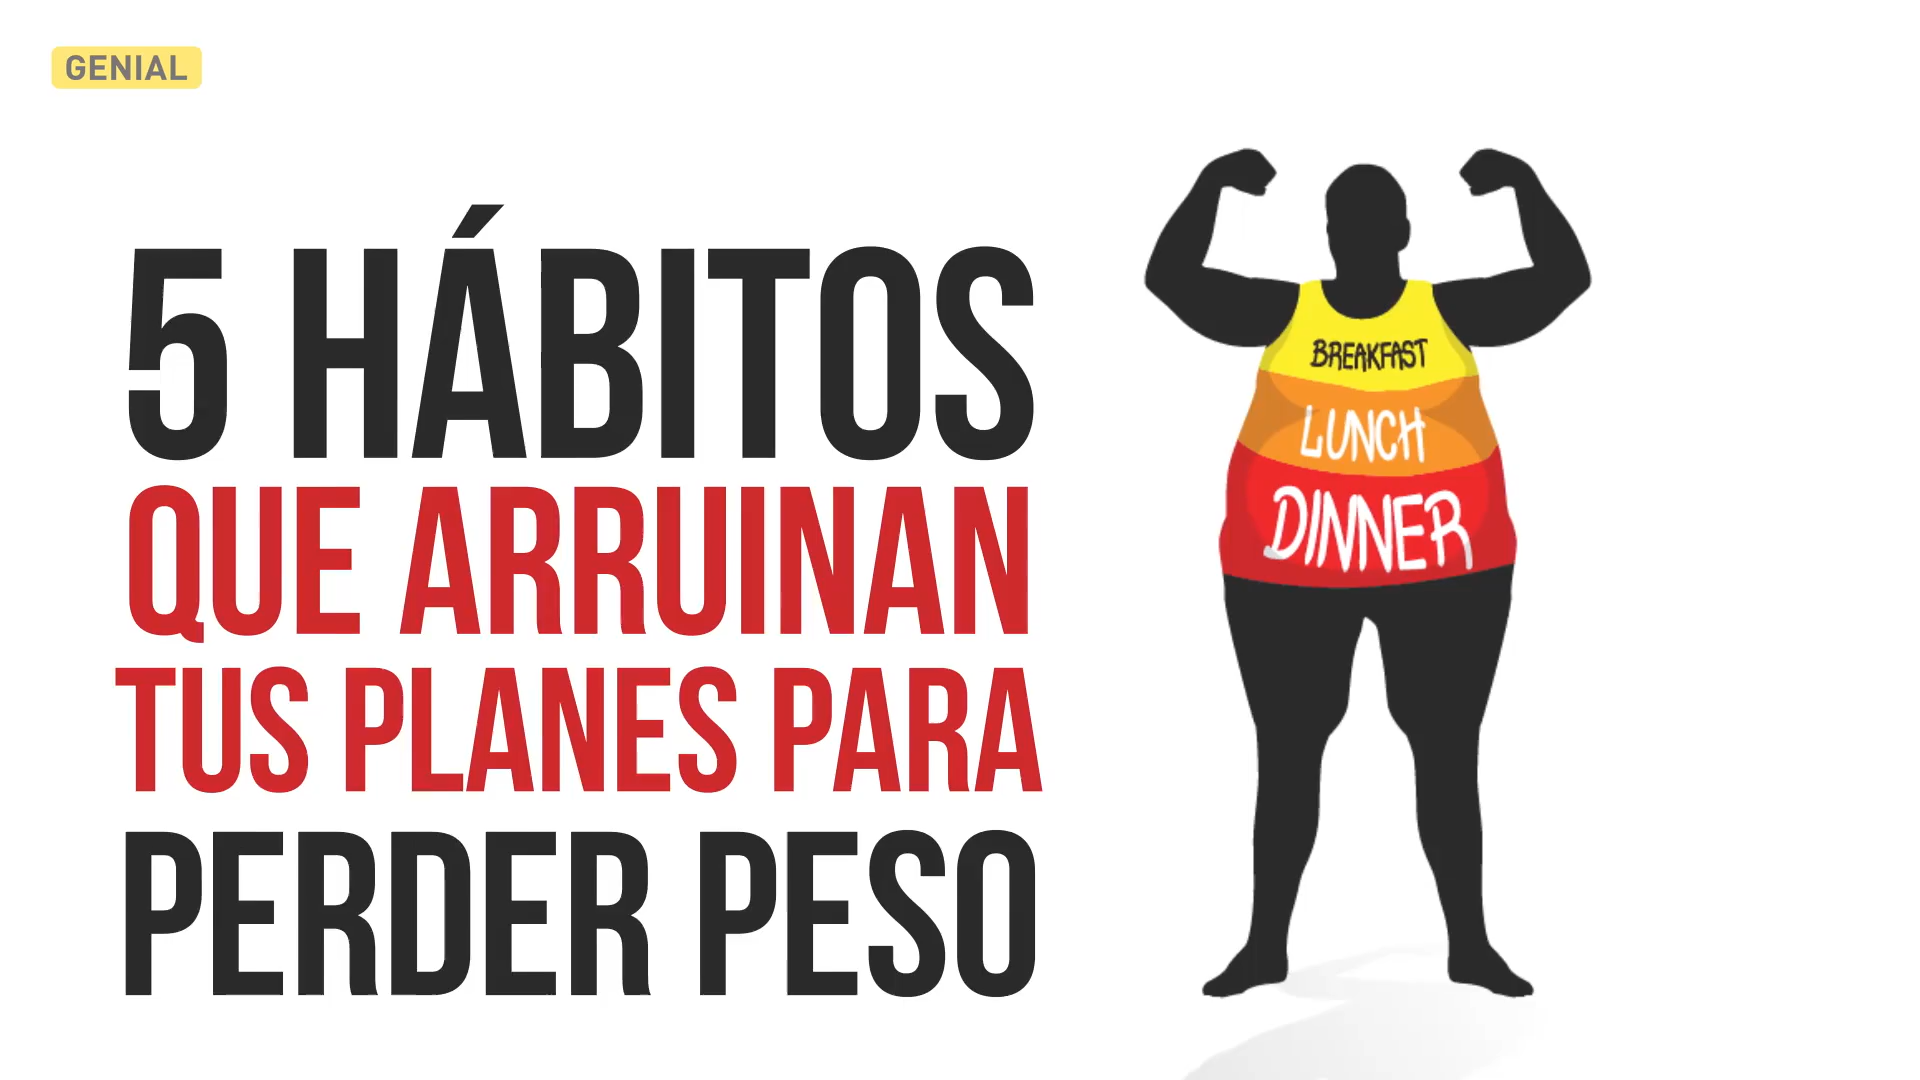 GENIAL
5 HÁBITOS
QUE ARRUINAN
TUS PLANES PARA
PERDER PESO
BREAKFAST
LUNCH
DINNER